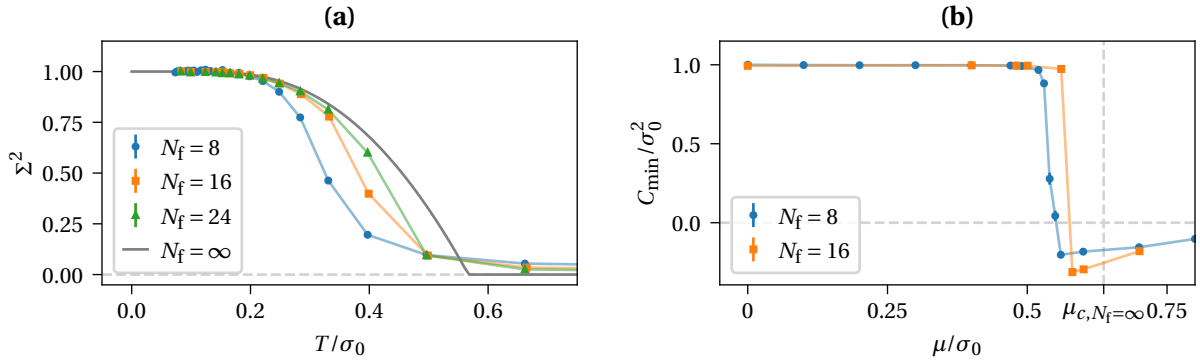 (a)
1.00
0.75
0.50
0.25
0.00
Σ²
N_f = 8
N_f = 16
N_f = 24
N_f = ∞
0.0
0.2
0.4
0.6
T/σ₀
(b)
1.0
0.5
0.0
C_min/σ₀²
N_f = 8
N_f = 16
0
0.25
0.5
μ_{c,N_f=∞}
0.75
μ/σ₀